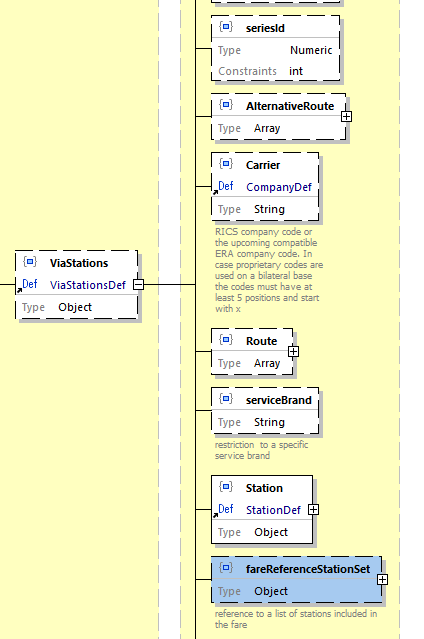 seriesId
Type Numeric
Constraints int
AlternativeRoute
Type Array
Carrier
Def CompanyDef
Type String
RICS company code or
the upcoming compatible
ERA company code. In
case proprietary codes are
used on a bilateral base
the codes must have at
least 5 positions and start
with x
ViaStations
Def ViaStationsDef
Type Object
Route
Type Array
serviceBrand
Type String
restriction to a specific
service brand
Station
Def StationDef
Type Object
fareReferenceStationSet
Type Object
reference to a list of stations included in
the fare